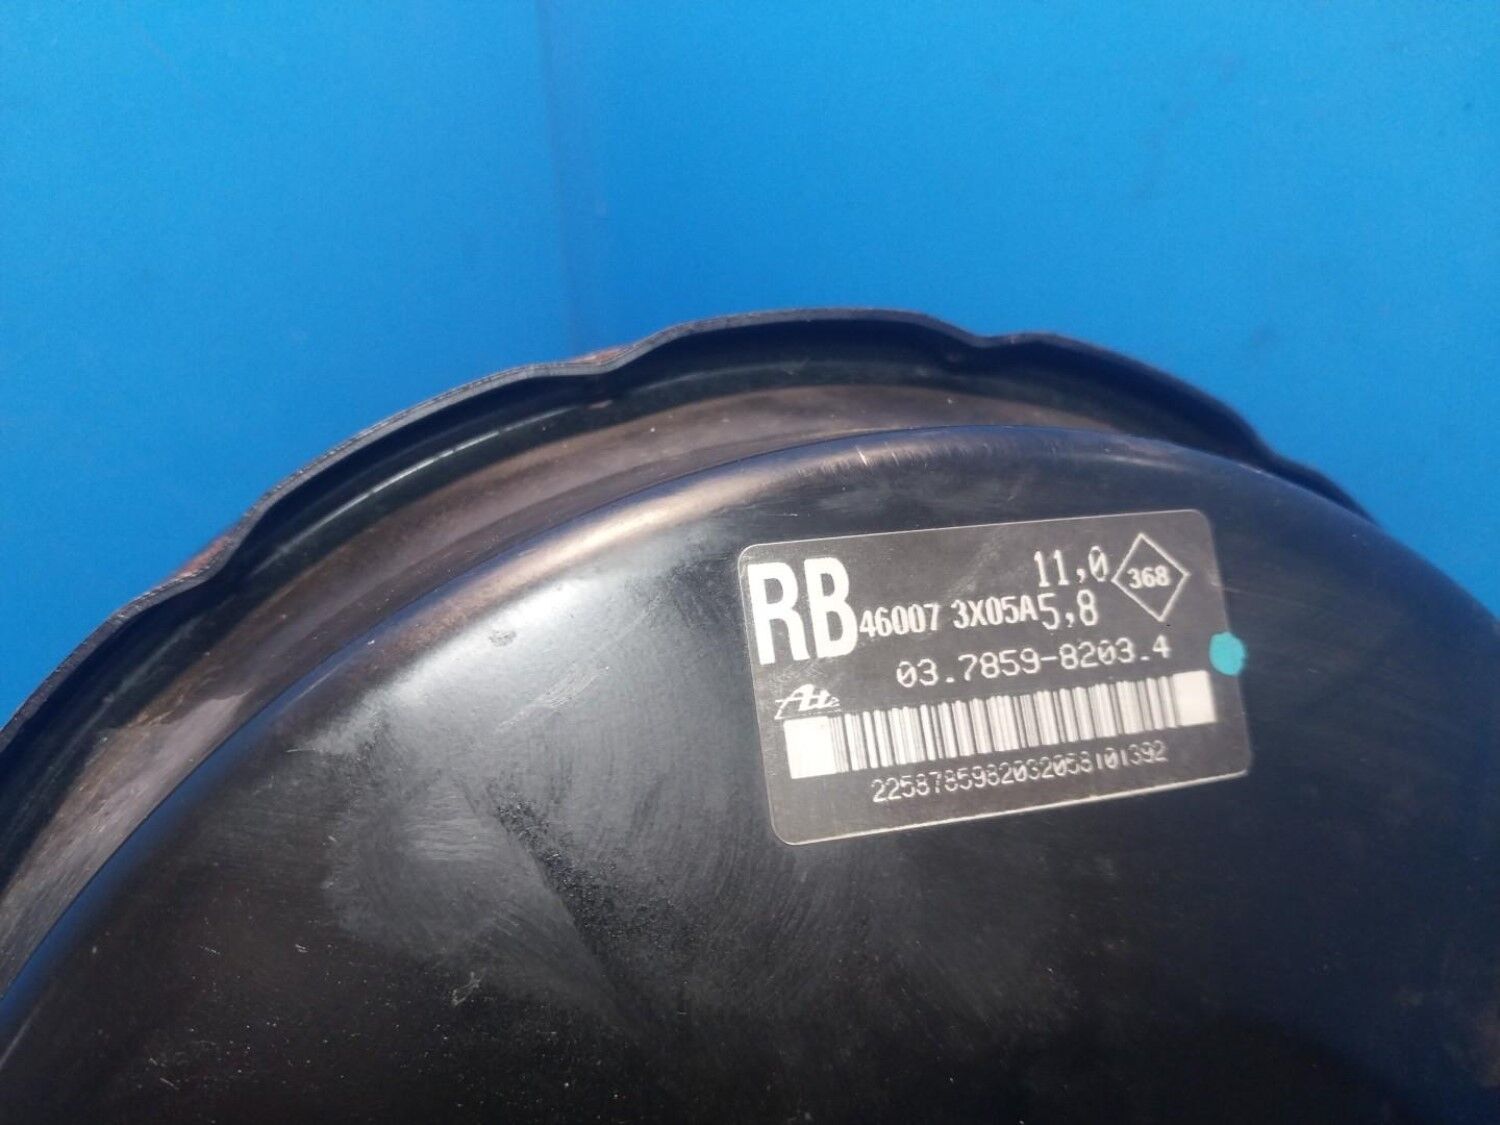 RB 46007 3X05A 11,0 5,8 368
03.7859-8203.4
Ate
2258785982032058101392